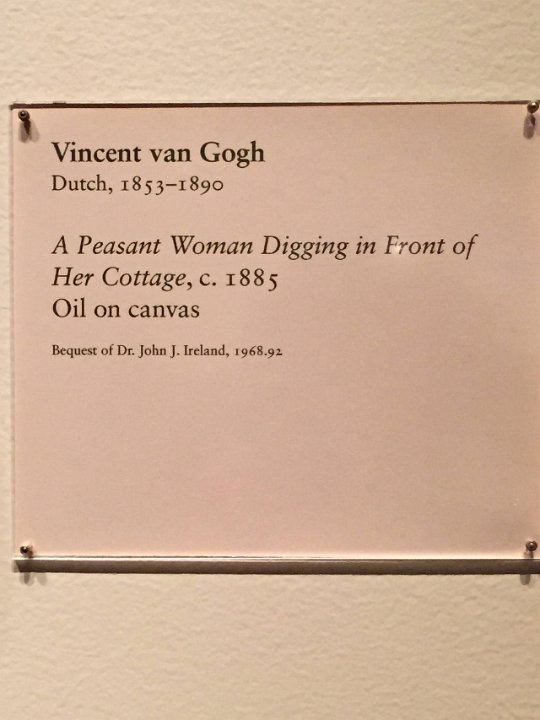 Vincent van Gogh
Dutch, 1853–1890
A Peasant Woman Digging in Front of
Her Cottage, c. 1885
Oil on canvas
Bequest of Dr. John J. Ireland, 1968.92